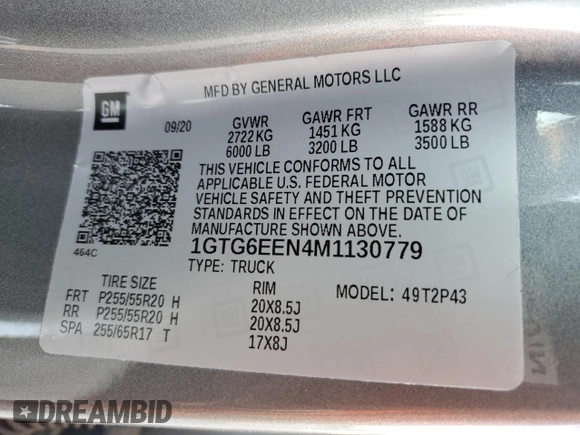 MFD BY GENERAL MOTORS LLC
GM
09/20
GVWR GAWR FRT GAWR RR
2722 KG 1451 KG 1588 KG
6000 LB 3200 LB 3500 LB
THIS VEHICLE CONFORMS TO ALL
APPLICABLE U.S. FEDERAL MOTOR
VEHICLE SAFETY AND THEFT PREVENTION
STANDARDS IN EFFECT ON THE DATE OF
MANUFACTURE SHOWN ABOVE.
464C
1GTG6EEN4M1130779
TYPE: TRUCK
TIRE SIZE RIM MODEL: 49T2P43
FRT P255/55R20 H 20X8.5J
RR P255/55R20 H 20X8.5J
SPA 255/65R17 T 17X8J
DREAMBID